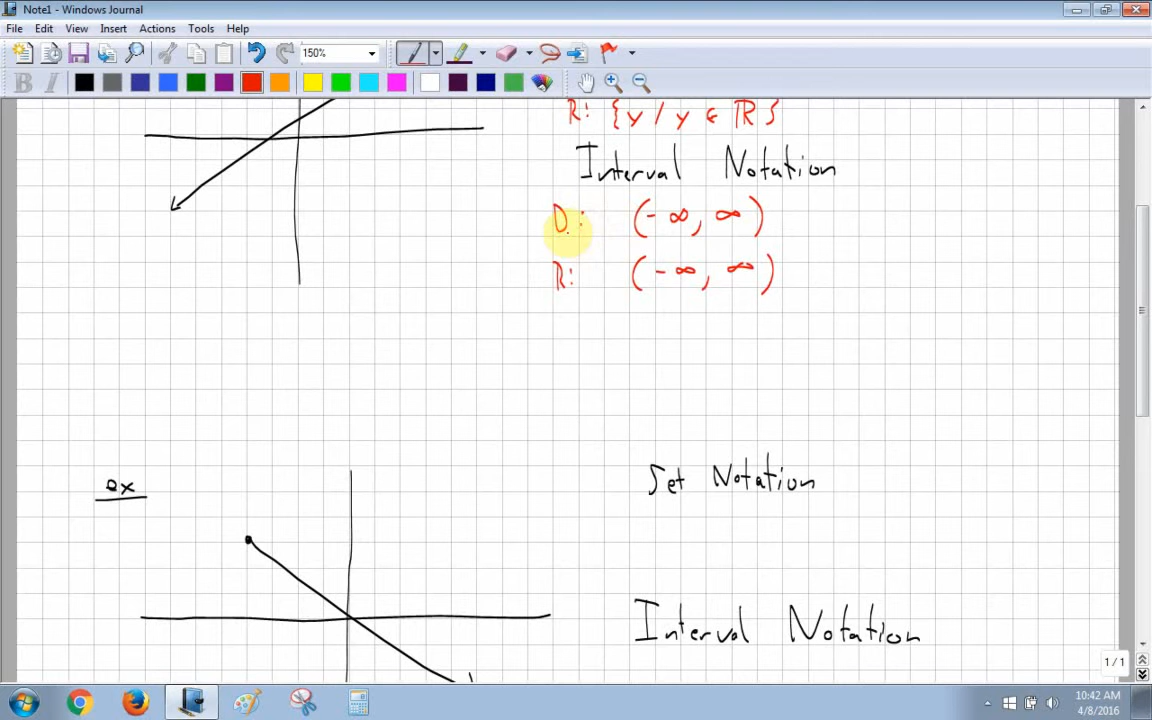 Note1 - Windows Journal
File Edit View Insert Actions Tools Help
150%
B I
R: {y / y ∈ ℝ}
Interval Notation
D: (-∞, ∞)
R: (-∞, ∞)
ex
Set Notation
Interval Notation
1/1
10:42 AM
4/8/2016